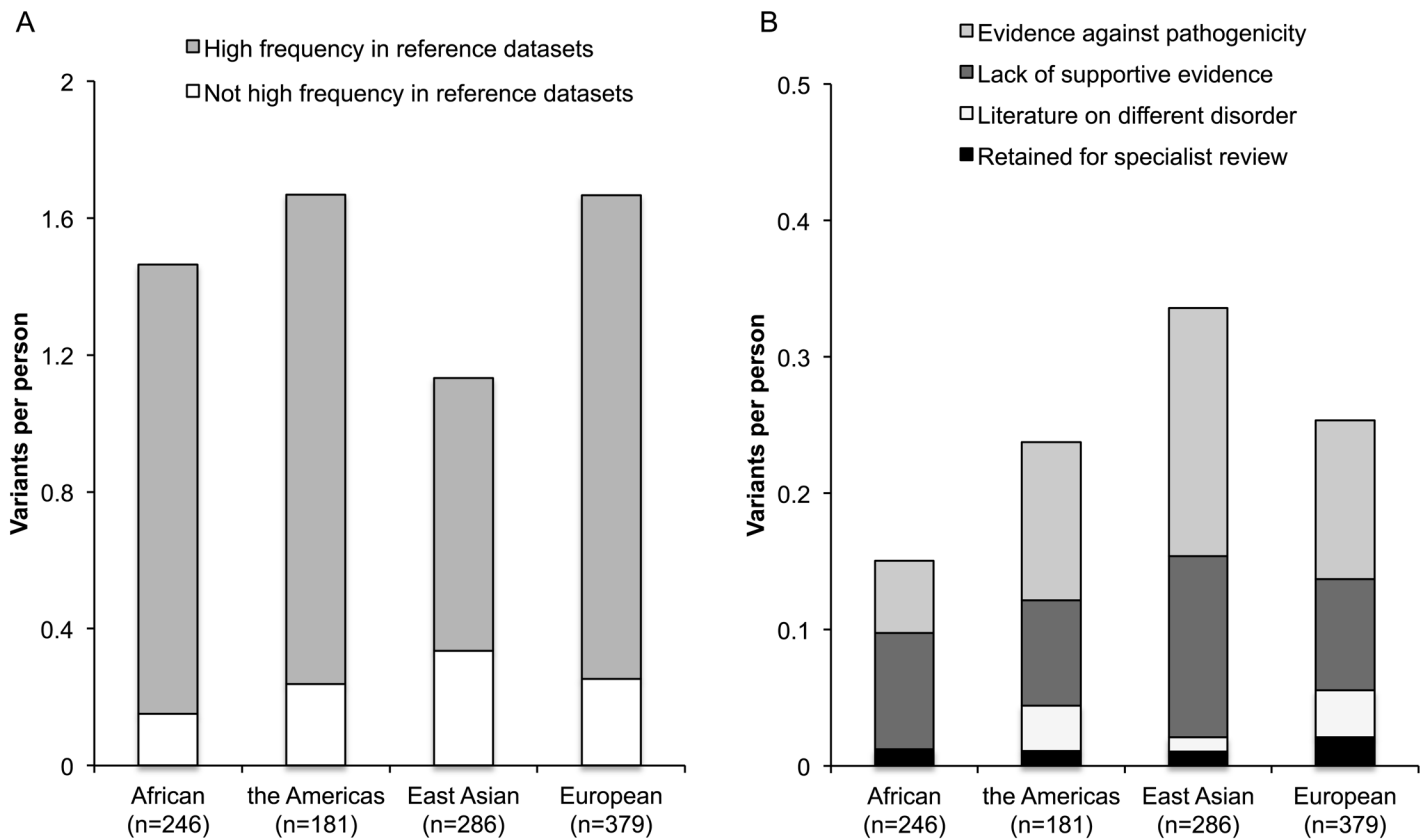 A
High frequency in reference datasets
Not high frequency in reference datasets
Variants per person
2
1.6
1.2
0.8
0.4
0
African
(n=246)
the Americas
(n=181)
East Asian
(n=286)
European
(n=379)
B
Evidence against pathogenicity
Lack of supportive evidence
Literature on different disorder
Retained for specialist review
Variants per person
0.5
0.4
0.3
0.2
0.1
0
African
(n=246)
the Americas
(n=181)
East Asian
(n=286)
European
(n=379)